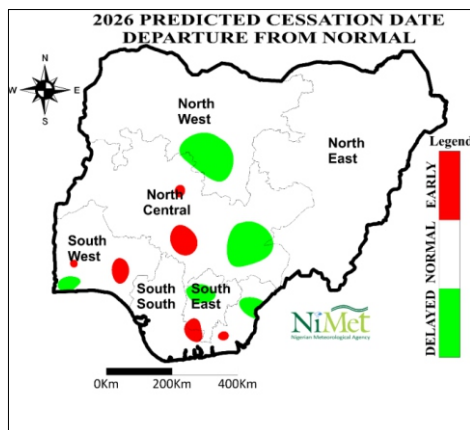 2026 PREDICTED CESSATION DATE
DEPARTURE FROM NORMAL
N
W
E
S
North
West
North
East
Legend
EARLY
NORMAL
DELAYED
North
Central
South
West
South
South
South
East
NiMet
Nigerian Meteorological Agency
0Km
200Km
400Km